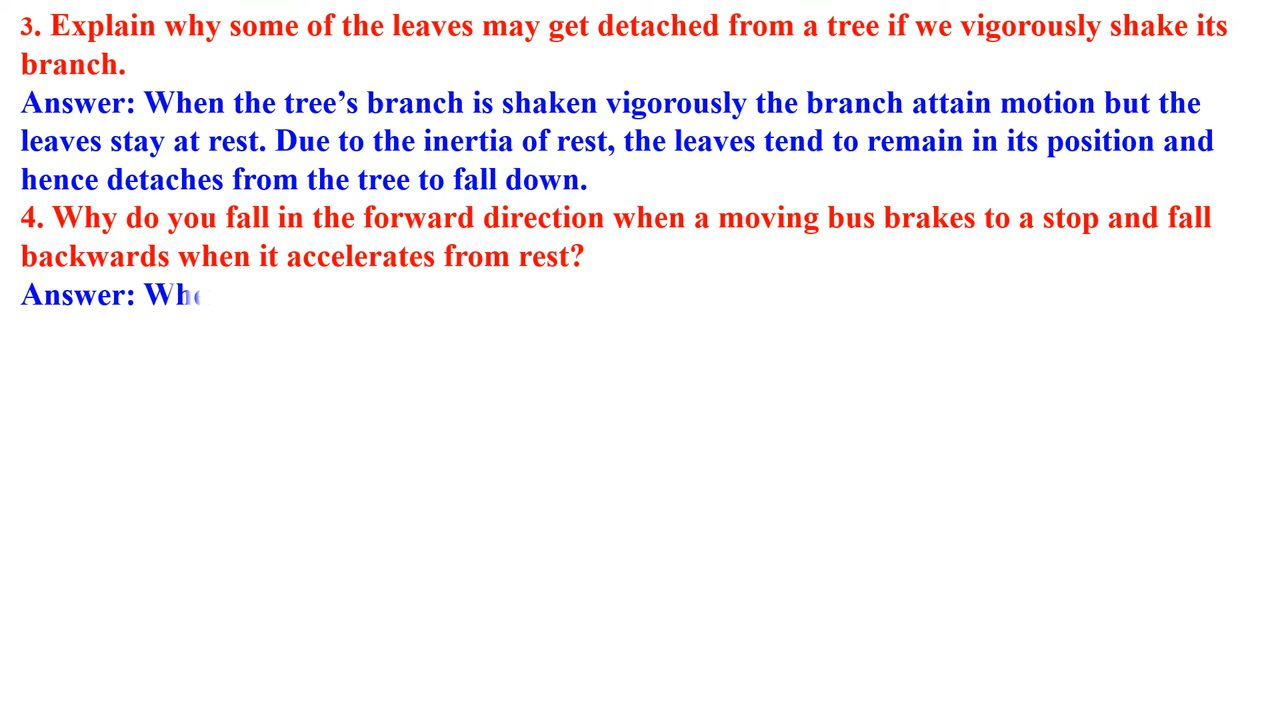 3. Explain why some of the leaves may get detached from a tree if we vigorously shake its
branch.
Answer: When the tree’s branch is shaken vigorously the branch attain motion but the
leaves stay at rest. Due to the inertia of rest, the leaves tend to remain in its position and
hence detaches from the tree to fall down.
4. Why do you fall in the forward direction when a moving bus brakes to a stop and fall
backwards when it accelerates from rest?
Answer: Whe